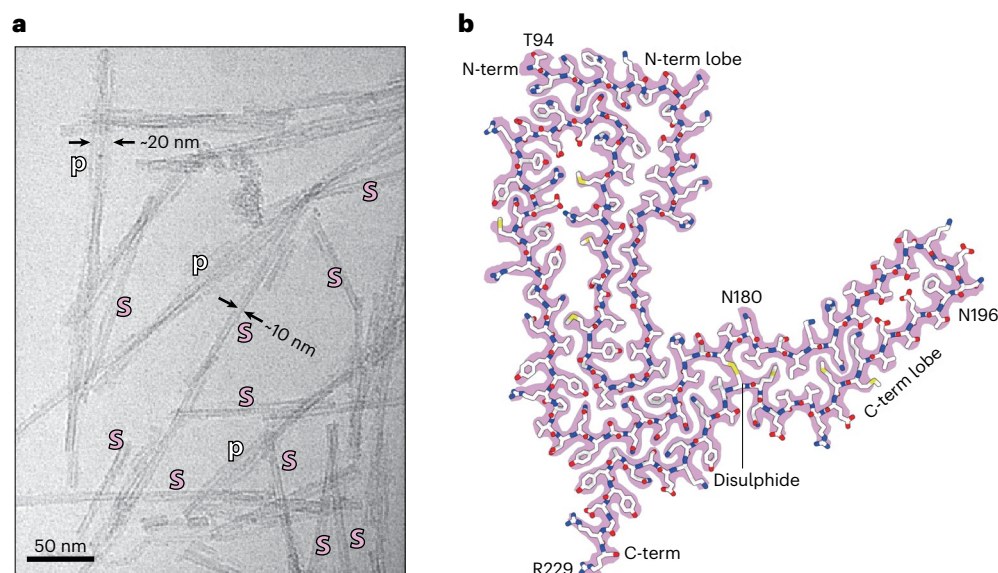 a
~20 nm
p
S
p
S
S
~10 nm
S
S
S
p
S
S
S
S
50 nm
b
T94
N-term
N-term lobe
N180
N196
C-term lobe
Disulphide
C-term
R229